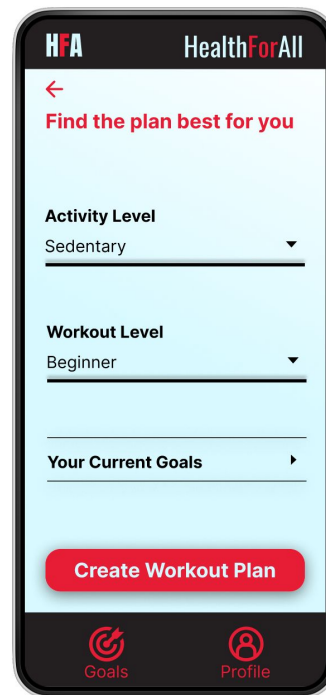 HFA HealthForAll
Find the plan best for you
Activity Level
Sedentary
Workout Level
Beginner
Your Current Goals
Create Workout Plan
Goals Profile